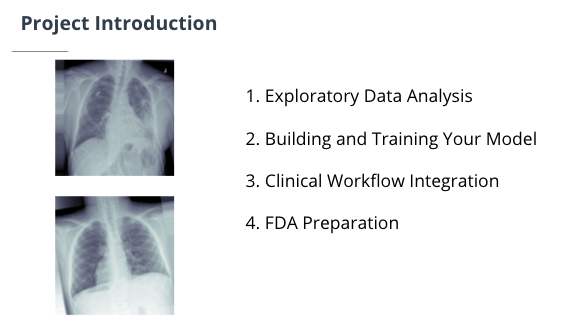 Project Introduction
1. Exploratory Data Analysis
2. Building and Training Your Model
3. Clinical Workflow Integration
4. FDA Preparation